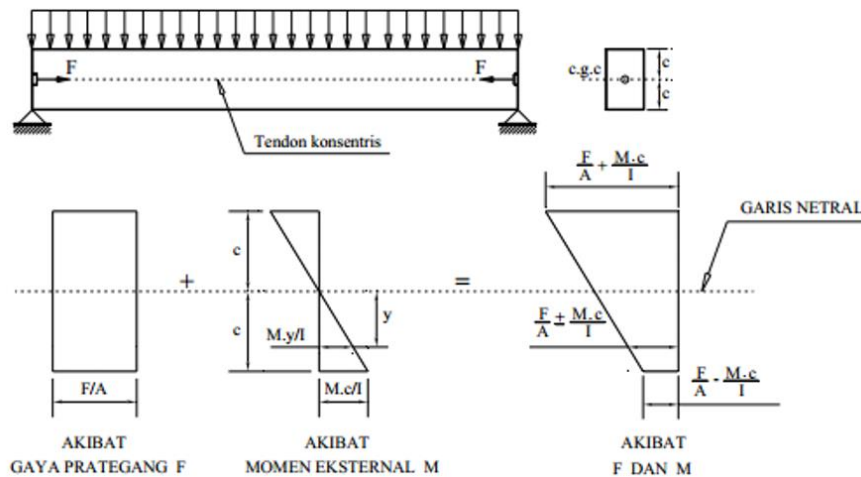 F
F
c.g.c
c
c
Tendon konsentris
F/A + M.c/I
GARIS NETRAL
c
+
=
c
y
M.y/I
F/A ± M.c/I
F/A
M.c/I
F/A - M.c/I
AKIBAT
GAYA PRATEGANG F
AKIBAT
MOMEN EKSTERNAL M
AKIBAT
F DAN M